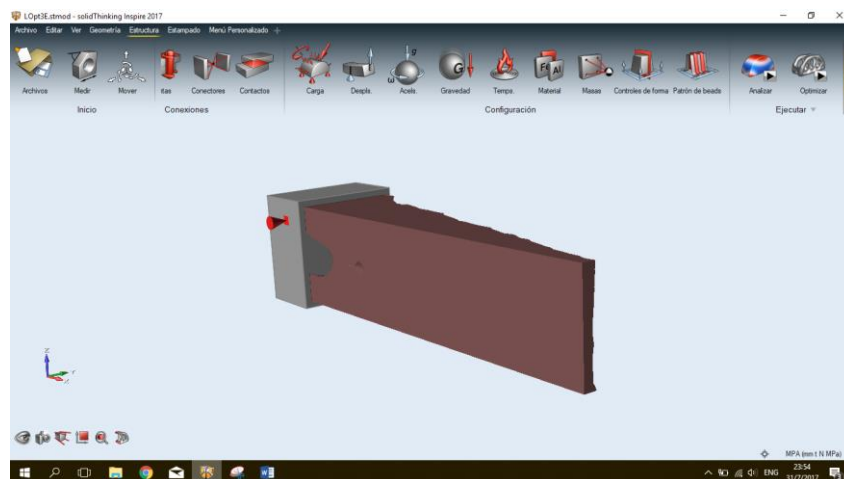 LOpt3E.stmod - solidThinking Inspire 2017
Archivo Editar Ver Geometría Estructura Estampado Menú Personalizado +
Archivos Medir Mover etas Conectores Contactos Carga Despls. Acels. Gravedad Temps. Material Masas Controles de forma Patrón de beads Analizar Optimizar
Inicio Conexiones Configuración Ejecutar
Z
Y
MPA (mm t N MPa)
ENG
23:54
31/7/2017